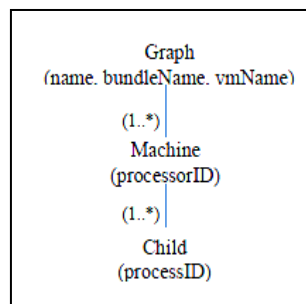 Graph
(name, bundleName, vmName)
(1..*)
Machine
(processorID)
(1..*)
Child
(processID)